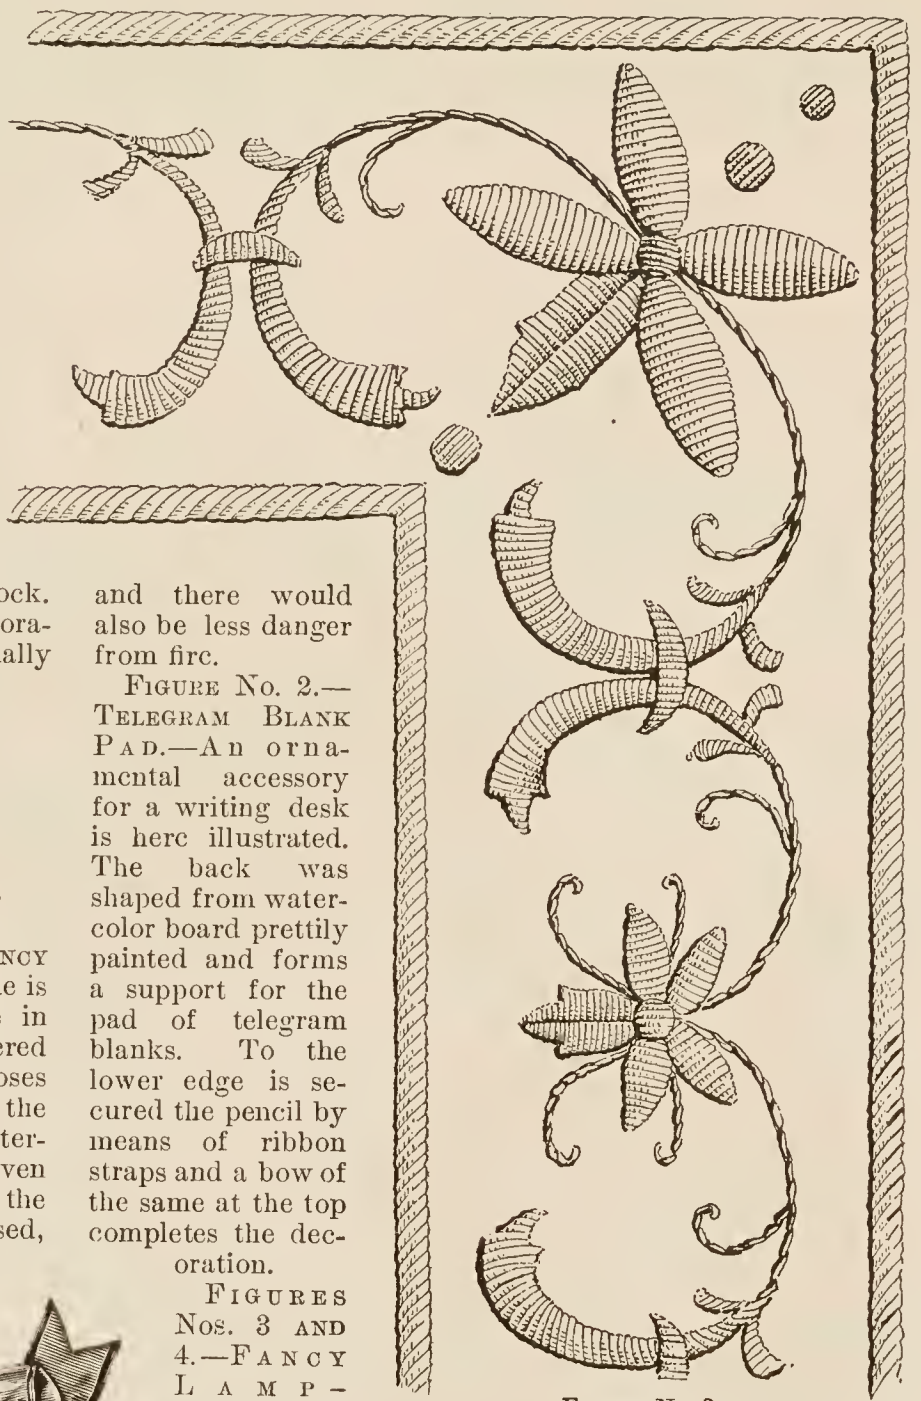 ock.
ora-
ally
NCY
e is
in
ered
oses
the
ter-
ven
the
sed,
and there would
also be less danger
from fire.
FIGURE No. 2.—
TELEGRAM BLANK
PAD.—An orna-
mental accessory
for a writing desk
is here illustrated.
The back was
shaped from water-
color board prettily
painted and forms
a support for the
pad of telegram
blanks. To the
lower edge is se-
cured the pencil by
means of ribbon
straps and a bow of
the same at the top
completes the dec-
oration.
FIGURES
Nos. 3 AND
4.—FANCY
LAMP-